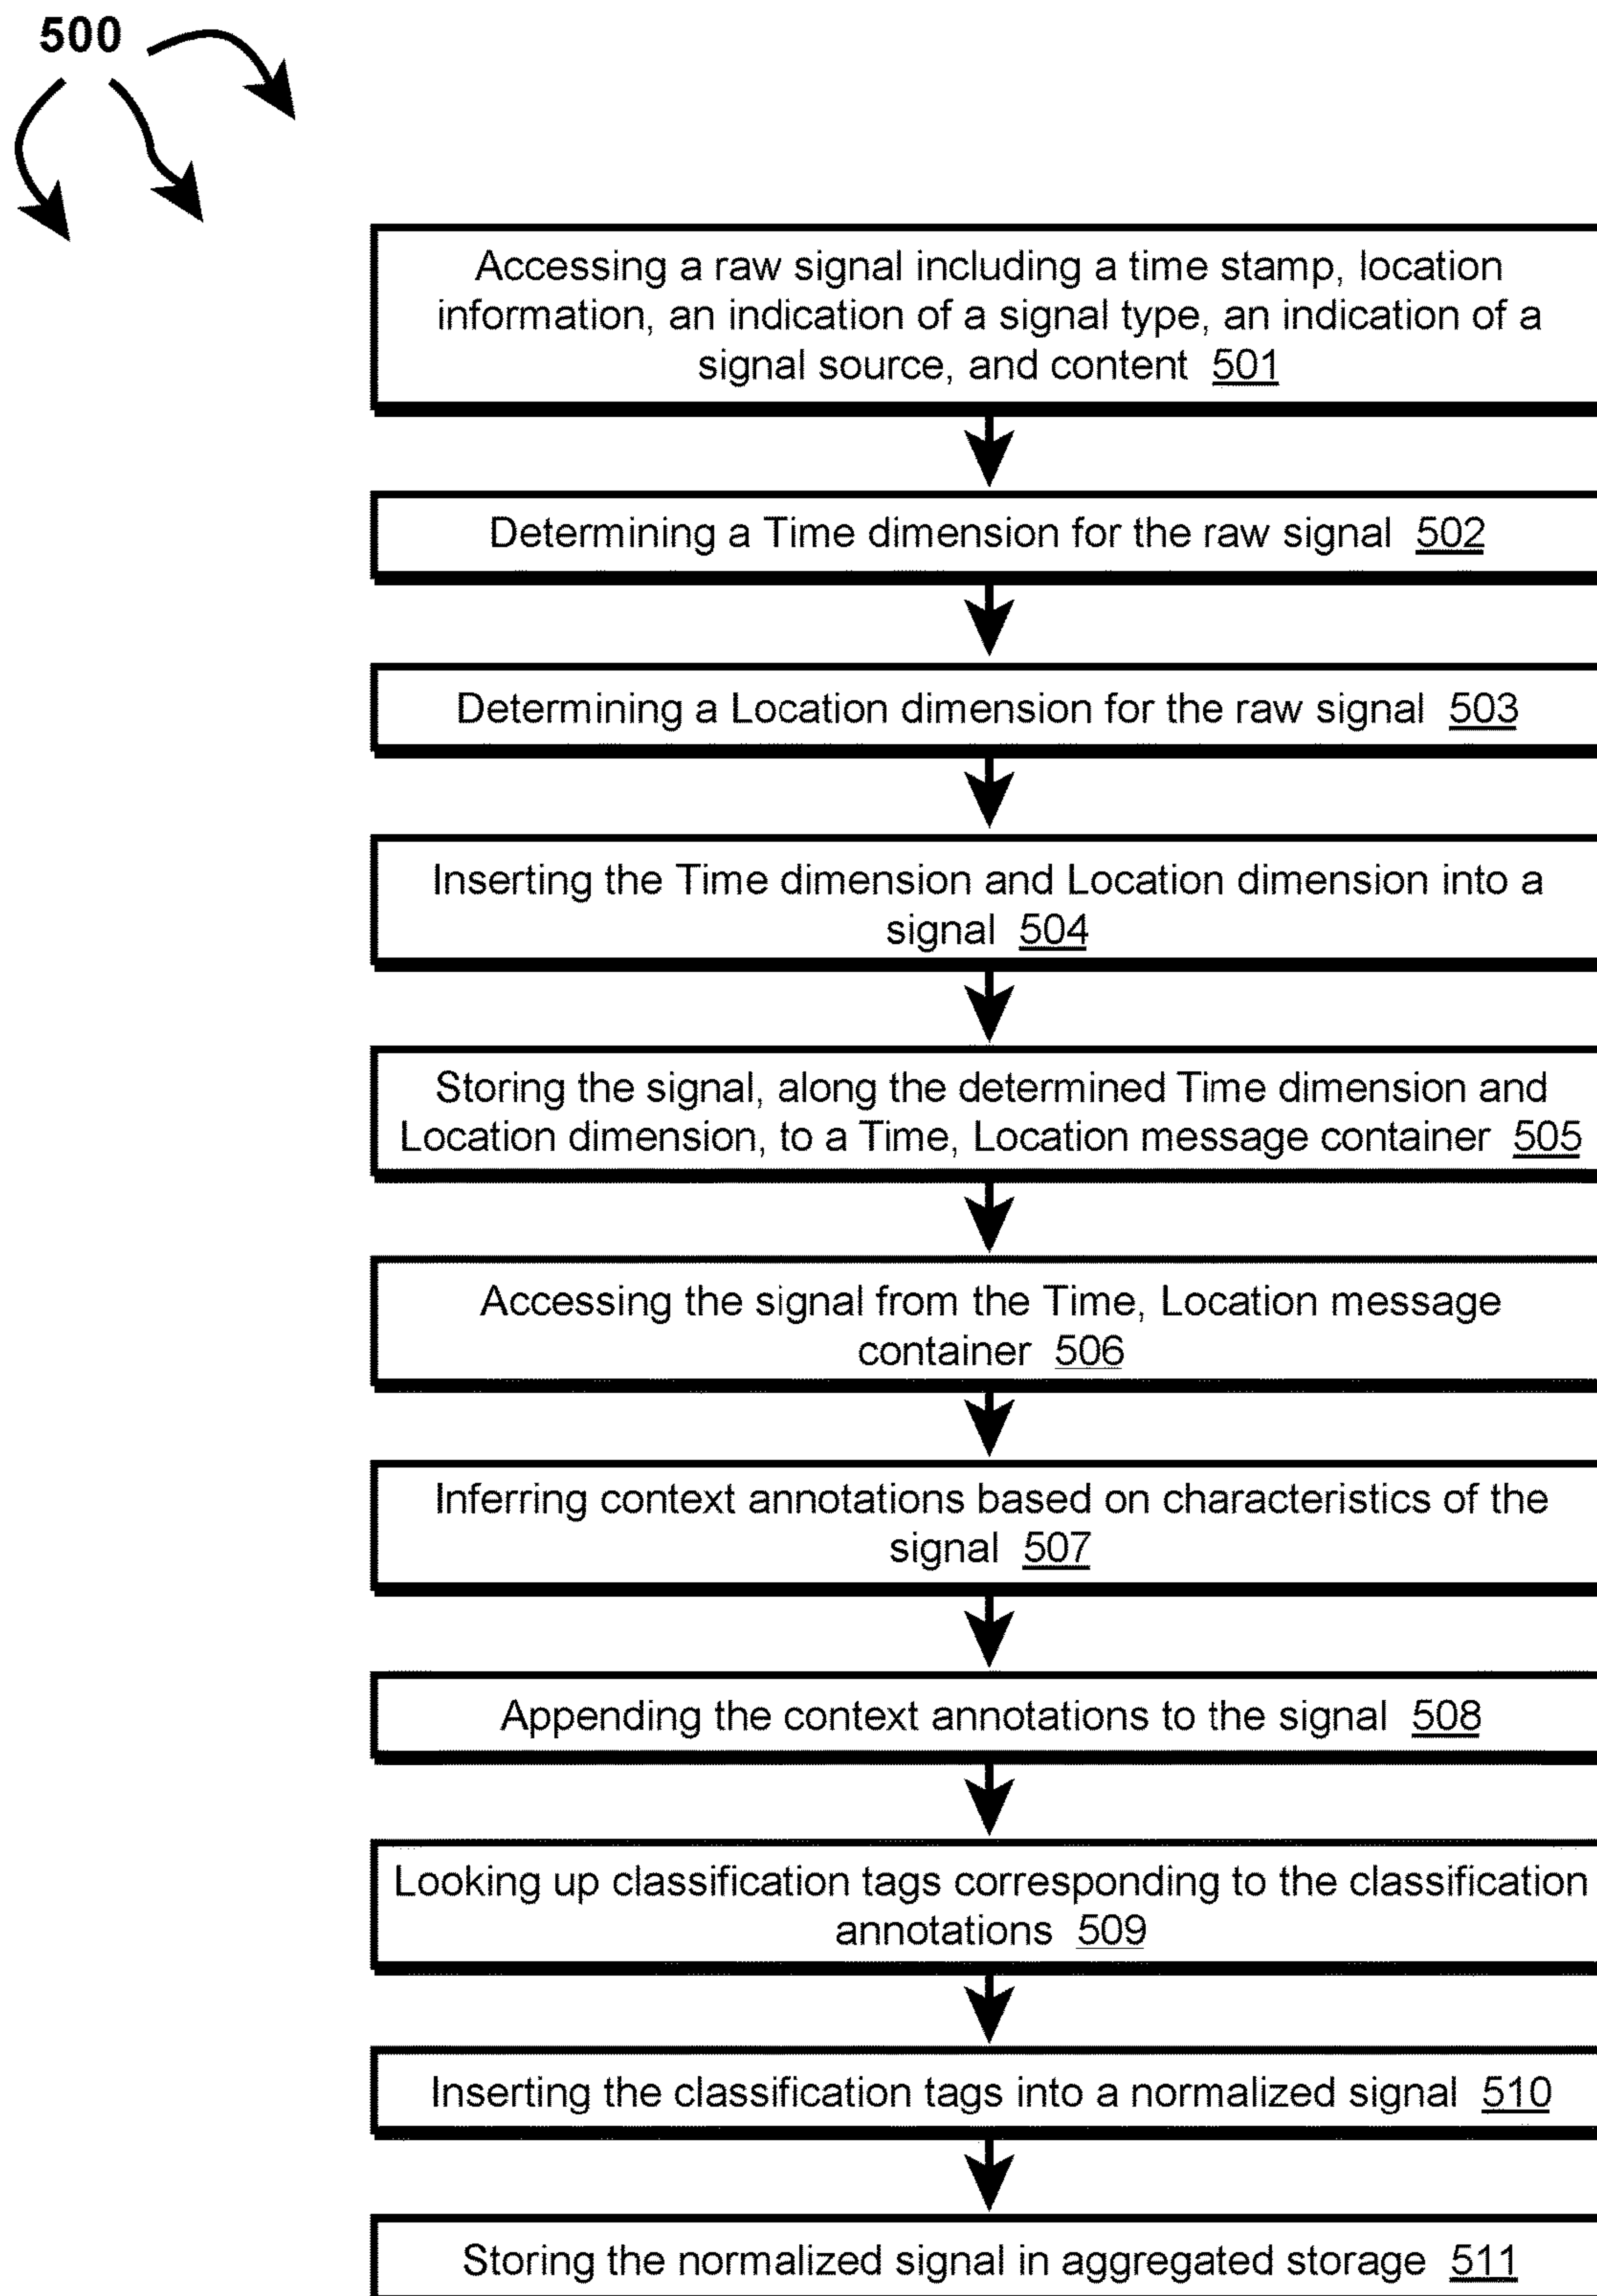 500
Accessing a raw signal including a time stamp, location
information, an indication of a signal type, an indication of a
signal source, and content 501
Determining a Time dimension for the raw signal 502
Determining a Location dimension for the raw signal 503
Inserting the Time dimension and Location dimension into a
signal 504
Storing the signal, along the determined Time dimension and
Location dimension, to a Time, Location message container 505
Accessing the signal from the Time, Location message
container 506
Inferring context annotations based on characteristics of the
signal 507
Appending the context annotations to the signal 508
Looking up classification tags corresponding to the classification
annotations 509
Inserting the classification tags into a normalized signal 510
Storing the normalized signal in aggregated storage 511